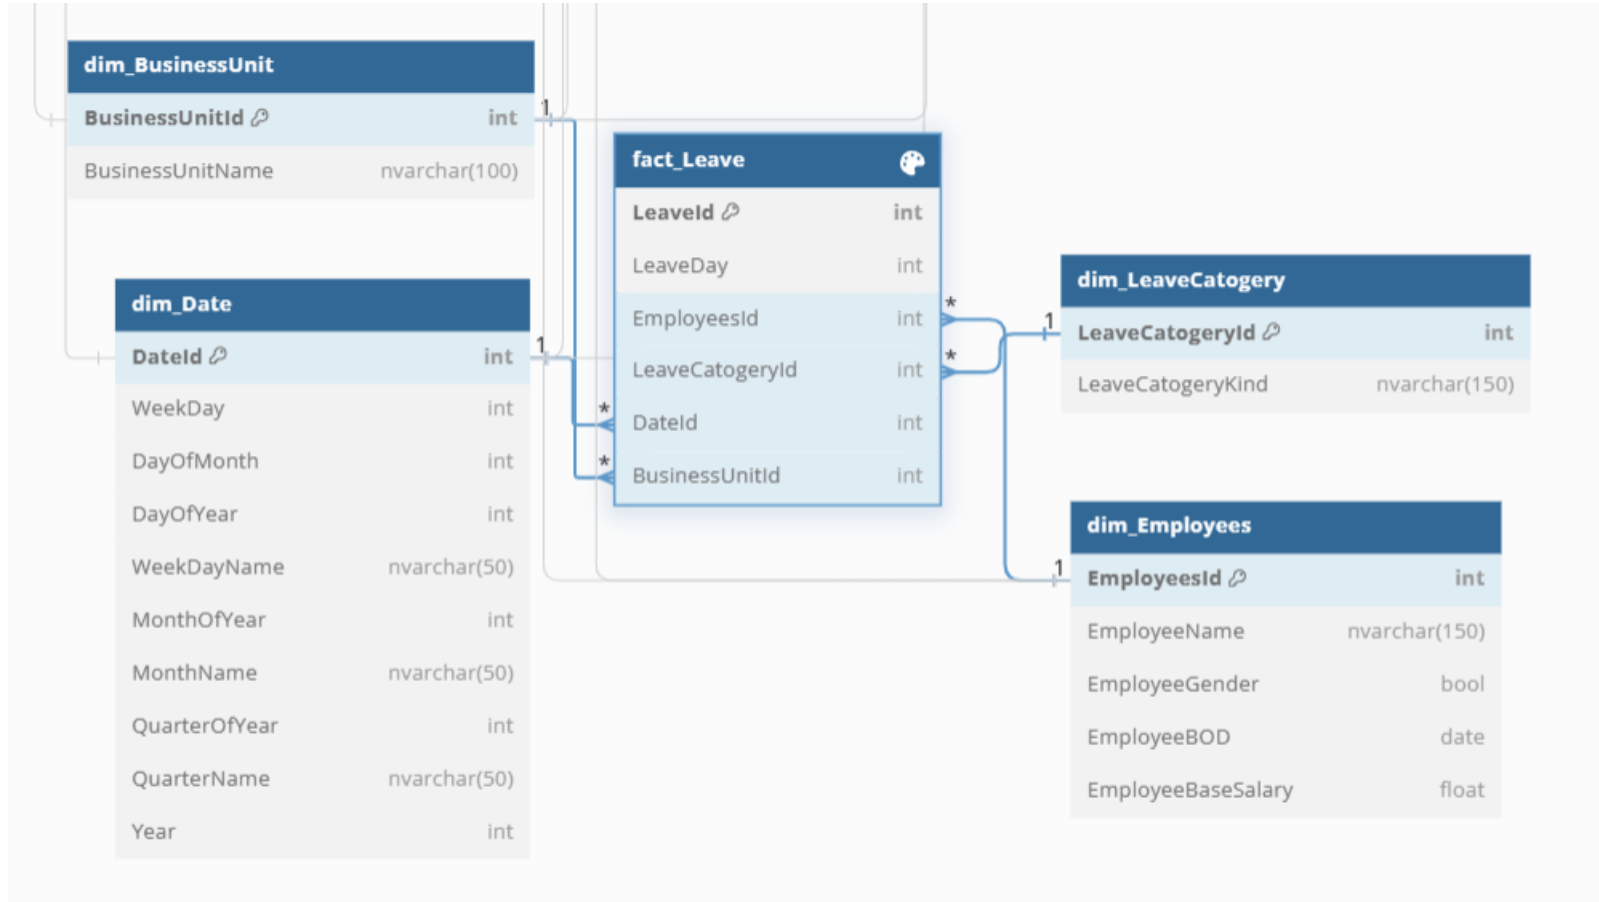 dim_BusinessUnit
BusinessUnitId int
BusinessUnitName nvarchar(100)
1
dim_Date
DateId int
WeekDay int
DayOfMonth int
DayOfYear int
WeekDayName nvarchar(50)
MonthOfYear int
MonthName nvarchar(50)
QuarterOfYear int
QuarterName nvarchar(50)
Year int
1
fact_Leave
LeaveId int
LeaveDay int
EmployeesId int *
LeaveCatogeryId int *
* DateId int
* BusinessUnitId int
dim_LeaveCatogery
1 LeaveCatogeryId int
LeaveCatogeryKind nvarchar(150)
dim_Employees
1 EmployeesId int
EmployeeName nvarchar(150)
EmployeeGender bool
EmployeeBOD date
EmployeeBaseSalary float